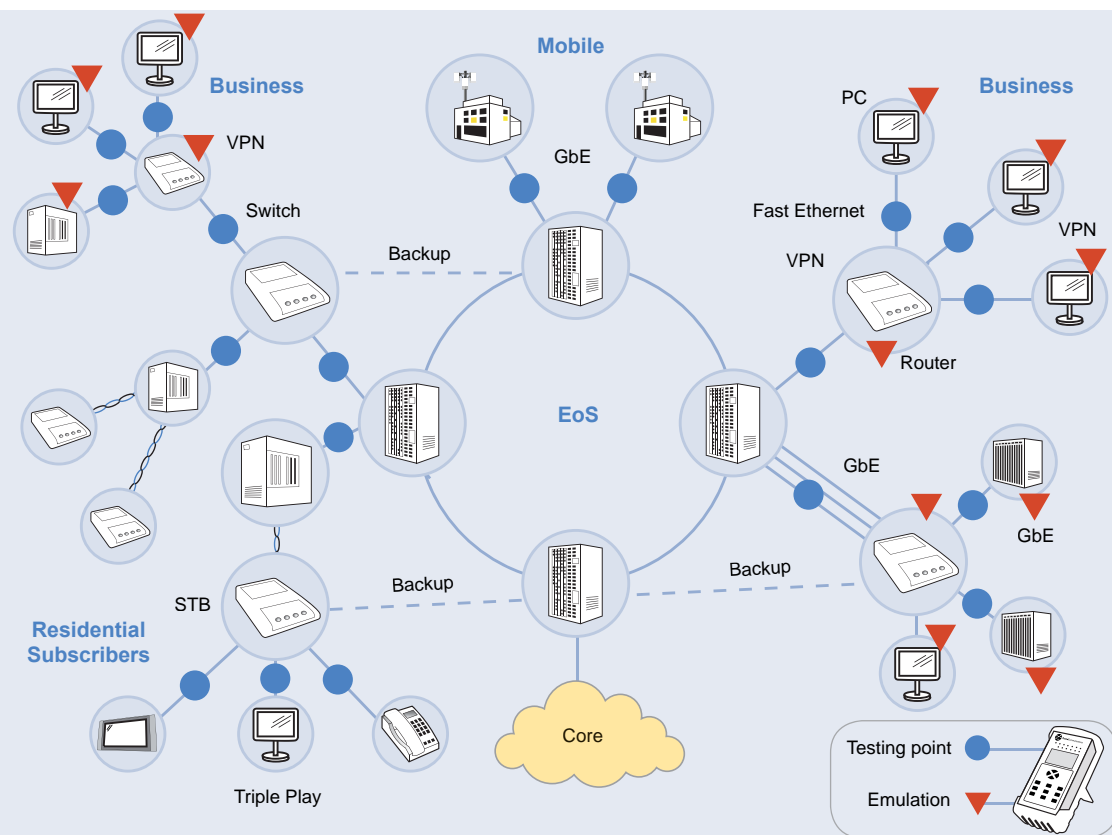 Mobile
Business
Business
PC
VPN
GbE
Switch
Fast Ethernet
VPN
Backup
VPN
Router
EoS
GbE
GbE
Backup
Backup
STB
Residential
Subscribers
Core
Testing point
Triple Play
Emulation